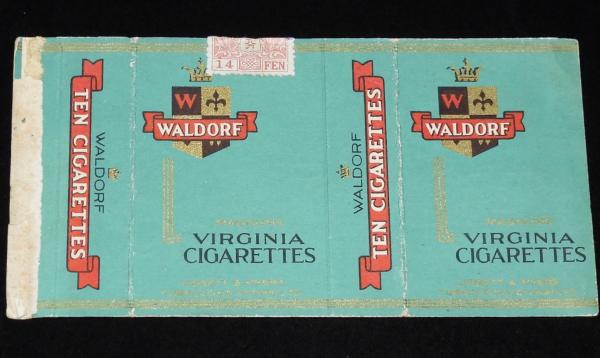 TEN CIGARETTES
WALDORF
14 FEN
W
WALDORF
VIRGINIA
CIGARETTES
TEN CIGARETTES
WALDORF
W
WALDORF
VIRGINIA
CIGARETTES